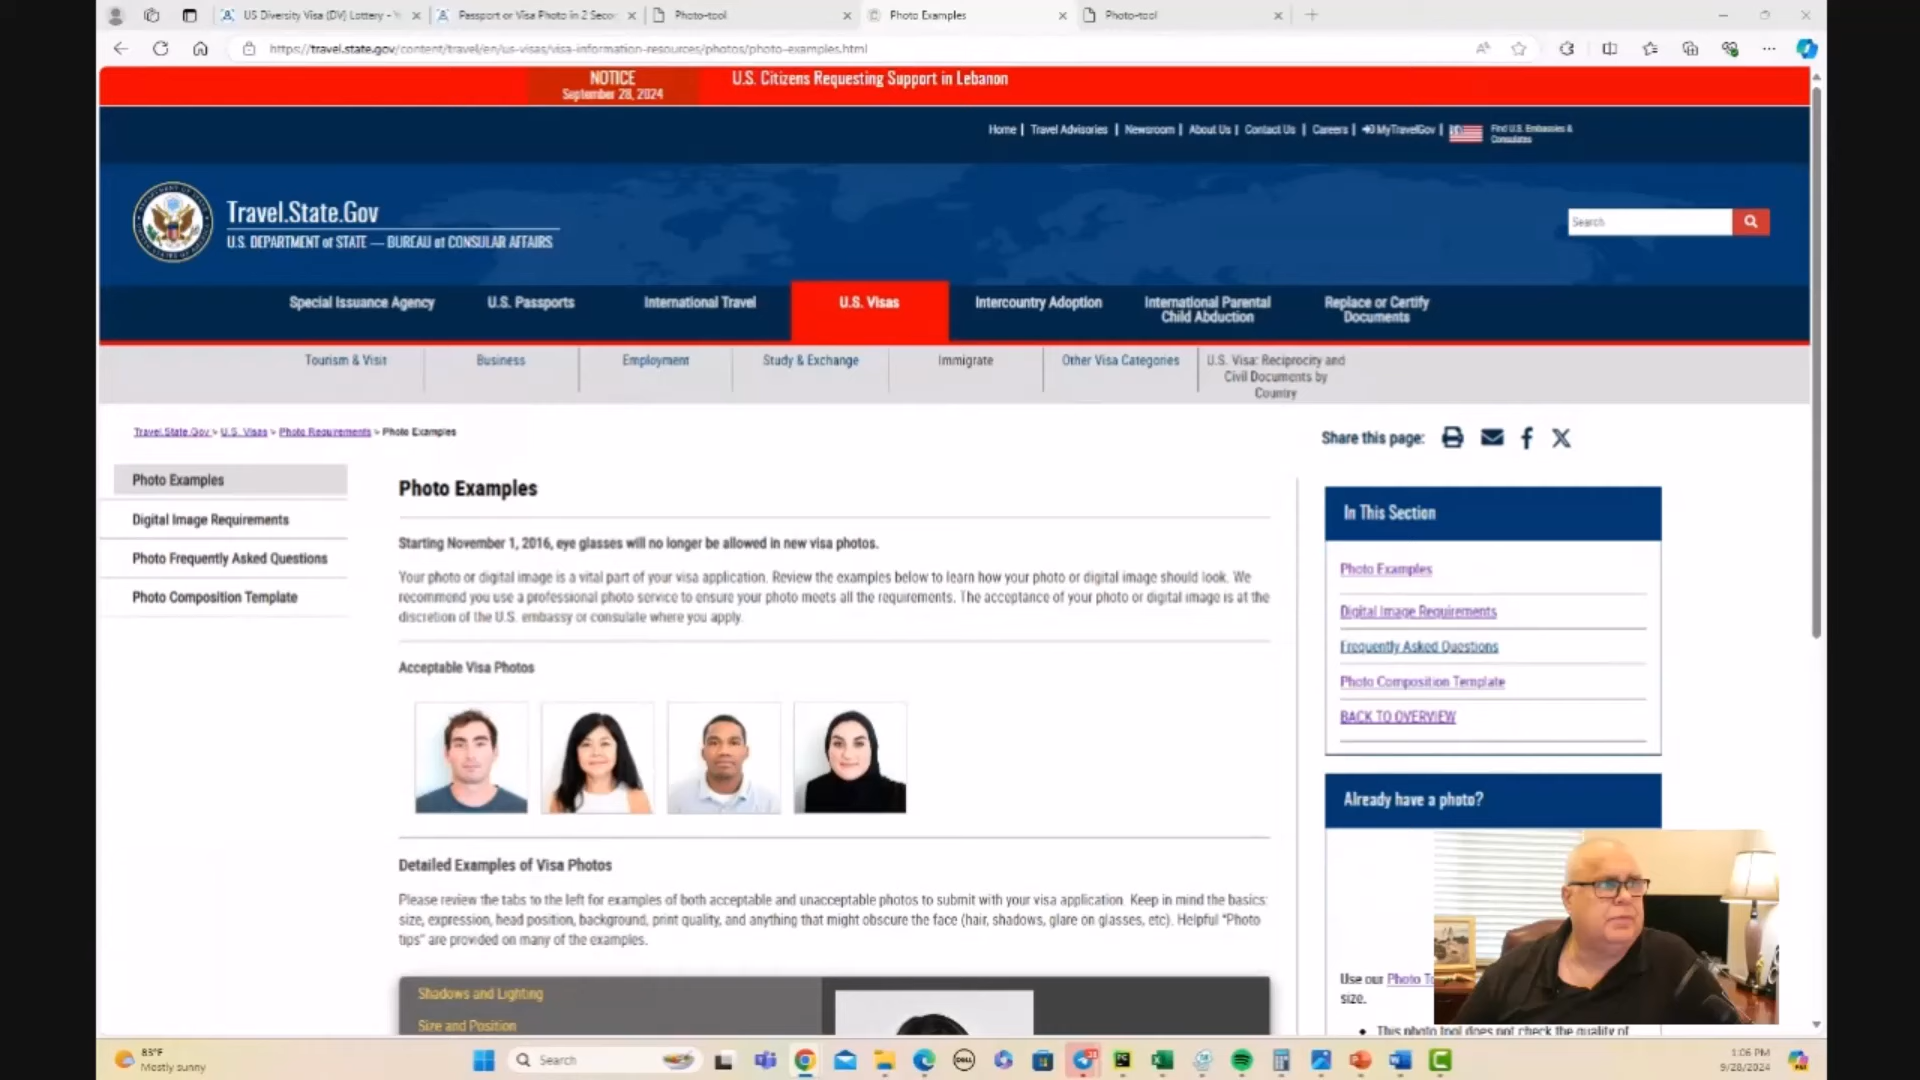 US Diversity Visa (DV) Lottery -
Passport or Visa Photo in 2 Seco
Photo-tool
Photo Examples
Photo-tool
https://travel.state.gov/content/travel/en/us-visas/visa-information-resources/photos/photo-examples.html
NOTICE
September 28, 2024
U.S. Citizens Requesting Support in Lebanon
Home | Travel Advisories | Newsroom | About Us | Contact Us | Careers | MyTravelGov |
Find U.S. Embassies &
Consulates
Travel.State.Gov
U.S. DEPARTMENT of STATE — BUREAU of CONSULAR AFFAIRS
Search
Special Issuance Agency
U.S. Passports
International Travel
U.S. Visas
Intercountry Adoption
International Parental
Child Abduction
Replace or Certify
Documents
Tourism & Visit
Business
Employment
Study & Exchange
Immigrate
Other Visa Categories
U.S. Visa: Reciprocity and
Civil Documents by
Country
Travel.State.Gov > U.S. Visas > Photo Requirements > Photo Examples
Share this page:
Photo Examples
Digital Image Requirements
Photo Frequently Asked Questions
Photo Composition Template
Photo Examples
Starting November 1, 2016, eye glasses will no longer be allowed in new visa photos.
Your photo or digital image is a vital part of your visa application. Review the examples below to learn how your photo or digital image should look. We
recommend you use a professional photo service to ensure your photo meets all the requirements. The acceptance of your photo or digital image is at the
discretion of the U.S. embassy or consulate where you apply.
Acceptable Visa Photos
Detailed Examples of Visa Photos
Please review the tabs to the left for examples of both acceptable and unacceptable photos to submit with your visa application. Keep in mind the basics:
size, expression, head position, background, print quality, and anything that might obscure the face (hair, shadows, glare on glasses, etc). Helpful "Photo
tips" are provided on many of the examples.
Shadows and Lighting
Size and Position
In This Section
Photo Examples
Digital Image Requirements
Frequently Asked Questions
Photo Composition Template
BACK TO OVERVIEW
Already have a photo?
Use our Photo To
size.
• This photo tool does not check the quality of
83°F
Mostly sunny
Search
DELL
1:06 PM
9/28/2024